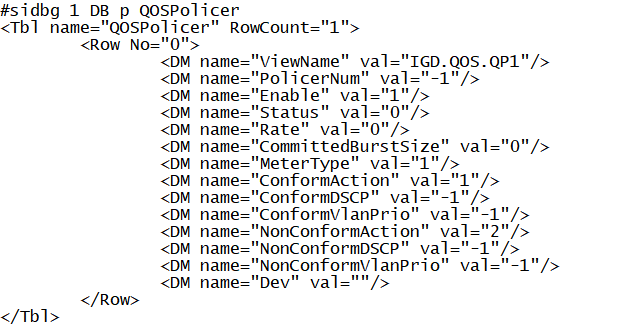 #sidbg 1 DB p QOSPolicer
<Tbl name="QOSPolicer" RowCount="1">
<Row No="0">
<DM name="ViewName" val="IGD.QOS.QP1"/>
<DM name="PolicerNum" val="-1"/>
<DM name="Enable" val="1"/>
<DM name="Status" val="0"/>
<DM name="Rate" val="0"/>
<DM name="CommittedBurstSize" val="0"/>
<DM name="MeterType" val="1"/>
<DM name="ConformAction" val="1"/>
<DM name="ConformDSCP" val="-1"/>
<DM name="ConformVlanPrio" val="-1"/>
<DM name="NonConformAction" val="2"/>
<DM name="NonConformDSCP" val="-1"/>
<DM name="NonConformVlanPrio" val="-1"/>
<DM name="Dev" val=""/>
</Row>
</Tbl>